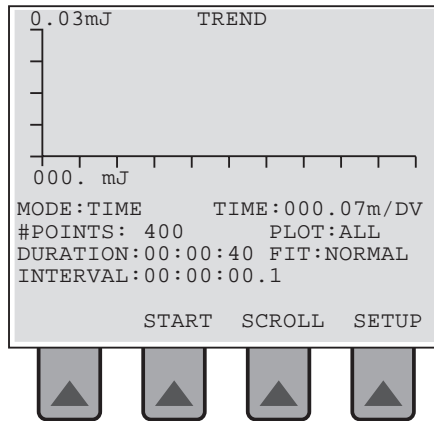 0.03mJ TREND
000. mJ
MODE:TIME TIME:000.07m/DV
#POINTS: 400 PLOT:ALL
DURATION:00:00:40 FIT:NORMAL
INTERVAL:00:00:00.1
START SCROLL SETUP